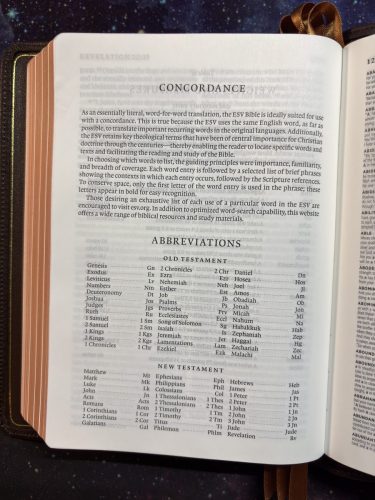 CONCORDANCE
As an essentially literal, word-for-word translation, the ESV Bible is ideally suited for use
with a concordance. This is true because the ESV uses the same English word, as far as
possible, to translate important recurring words in the original languages. Additionally,
the ESV retains key theological terms that have been of central importance for Christian
doctrine through the centuries—thereby enabling the reader to locate specific words and
texts and facilitating the reading and study of the Bible.
In choosing which words to list, the guiding principles were importance, familiarity,
and breadth of coverage. Each word entry is followed by a selected list of brief phrases
showing the contexts in which each entry occurs, followed by the Scripture references.
To conserve space, only the first letter of the word entry is used in the phrase; these
letters appear in bold for easy recognition.
Those desiring an exhaustive list of each use of a particular word in the ESV are
encouraged to visit esv.org. In addition to optimized word-search capability, this website
offers a wide range of biblical resources and study materials.
ABBREVIATIONS
OLD TESTAMENT
Genesis Gn 2 Chronicles 2 Chr Daniel Dn
Exodus Ex Ezra Ezr Hosea Hos
Leviticus Lv Nehemiah Neh Joel Jl
Numbers Nm Esther Est Amos Am
Deuteronomy Dt Job Jb Obadiah Ob
Joshua Jos Psalms Ps Jonah Jon
Judges Jgs Proverbs Prv Micah Mi
Ruth Ru Ecclesiastes Eccl Nahum Na
1 Samuel 1 Sm Song of Solomon Sg Habakkuk Hab
2 Samuel 2 Sm Isaiah Is Zephaniah Zep
1 Kings 1 Kgs Jeremiah Jer Haggai Hg
2 Kings 2 Kgs Lamentations Lam Zechariah Zec
1 Chronicles 1 Chr Ezekiel Ezk Malachi Mal
NEW TESTAMENT
Matthew Mt Ephesians Eph Hebrews Heb
Mark Mk Philippians Phil James Jas
Luke Lk Colossians Col 1 Peter 1 Pt
John Jn 1 Thessalonians 1 Thes 2 Peter 2 Pt
Acts Acts 2 Thessalonians 2 Thes 1 John 1 Jn
Romans Rom 1 Timothy 1 Tm 2 John 2 Jn
1 Corinthians 1 Cor 2 Timothy 2 Tm 3 John 3 Jn
2 Corinthians 2 Cor Titus Ti Jude Jude
Galatians Gal Philemon Phlm Revelation Rv